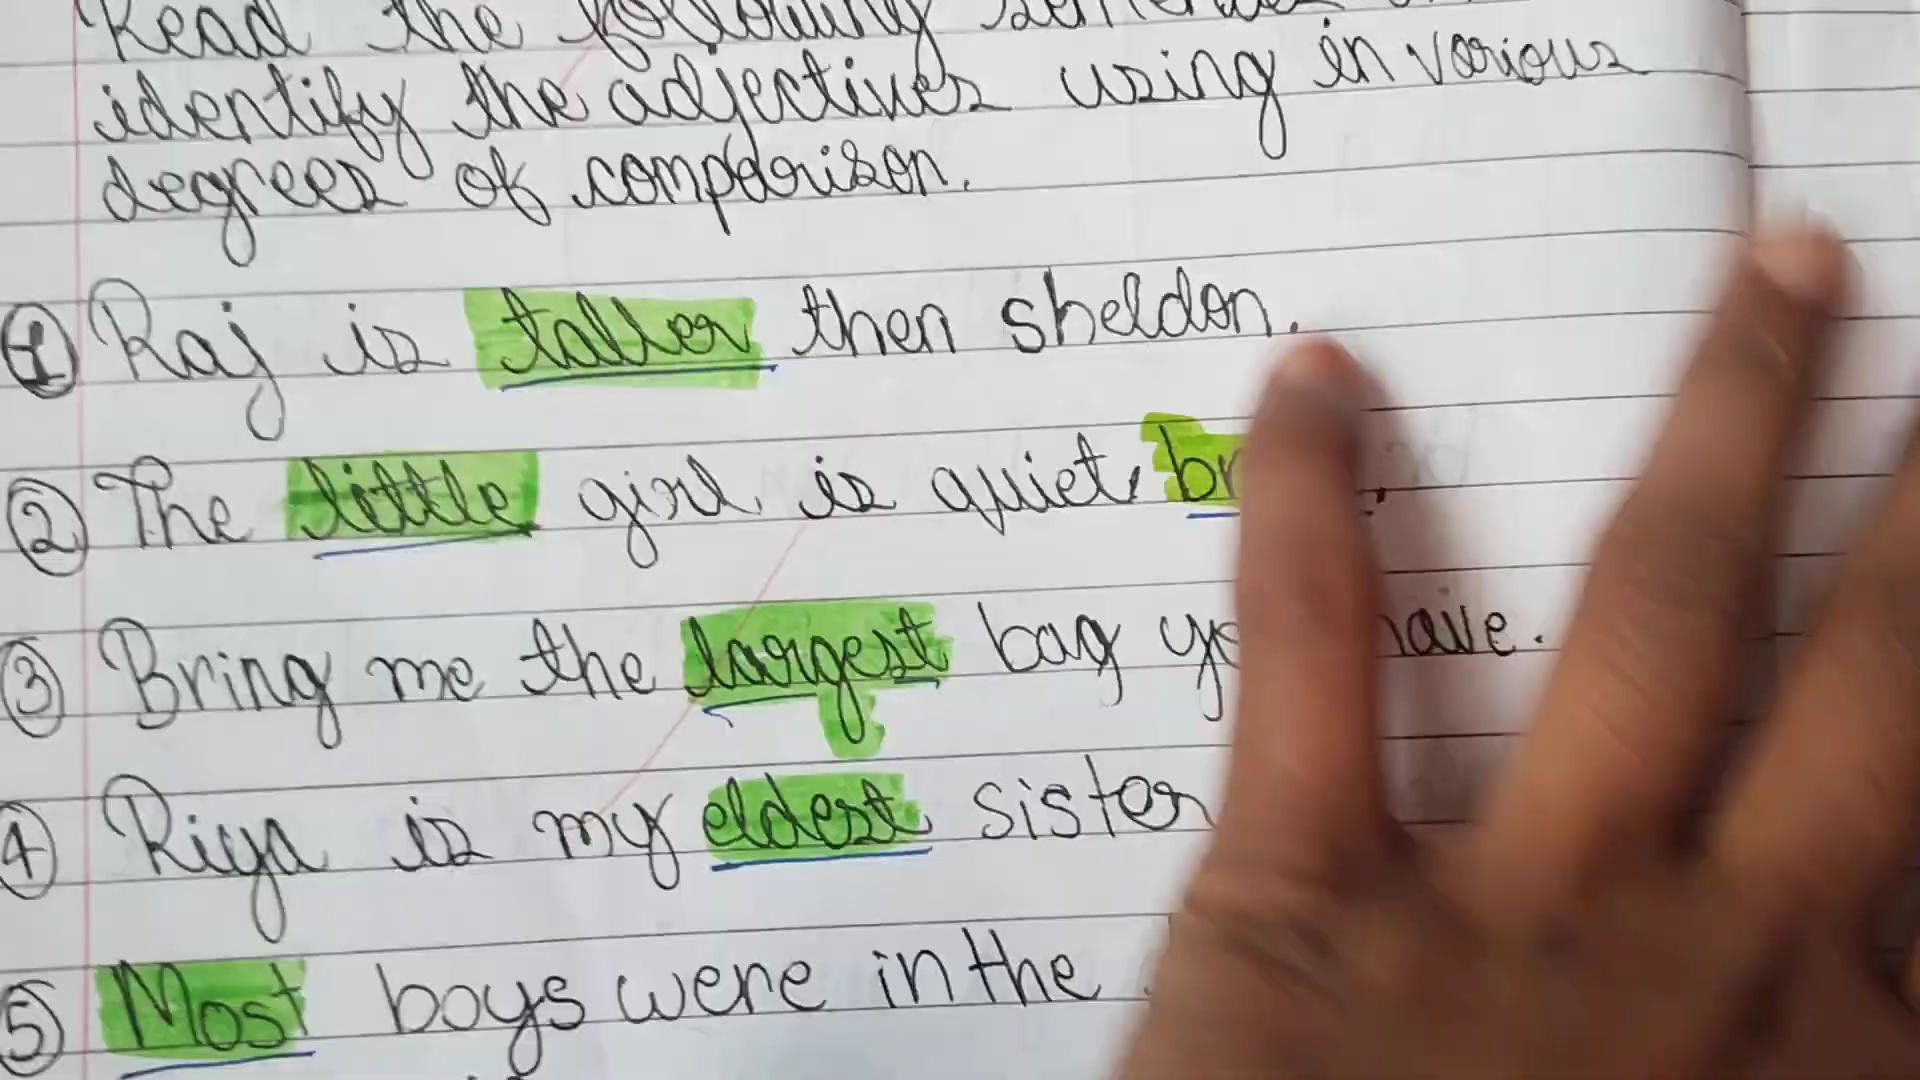 Read the following
identify the adjectives using in various
degrees of comparison.
1 Raj is taller then sheldon.
2 The little girl is quiet br
3 Bring me the largest bag have.
4 Riya is my eldest sister
5 Most boys were in the